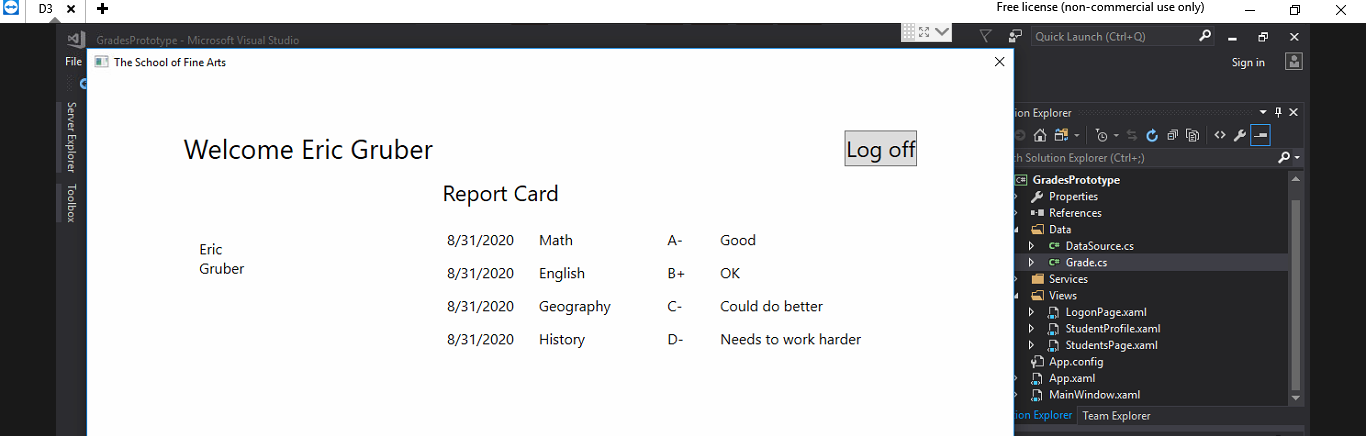 D3
Free license (non-commercial use only)
GradesPrototype - Microsoft Visual Studio
Quick Launch (Ctrl+Q)
File
Sign in
The School of Fine Arts
Server Explorer
Toolbox
Welcome Eric Gruber
Log off
Report Card
Eric
Gruber
8/31/2020 Math A- Good
8/31/2020 English B+ OK
8/31/2020 Geography C- Could do better
8/31/2020 History D- Needs to work harder
ion Explorer
ch Solution Explorer (Ctrl+;)
C# GradesPrototype
Properties
References
Data
C# DataSource.cs
C# Grade.cs
Services
Views
LogonPage.xaml
StudentProfile.xaml
StudentsPage.xaml
App.config
App.xaml
MainWindow.xaml
ion Explorer Team Explorer